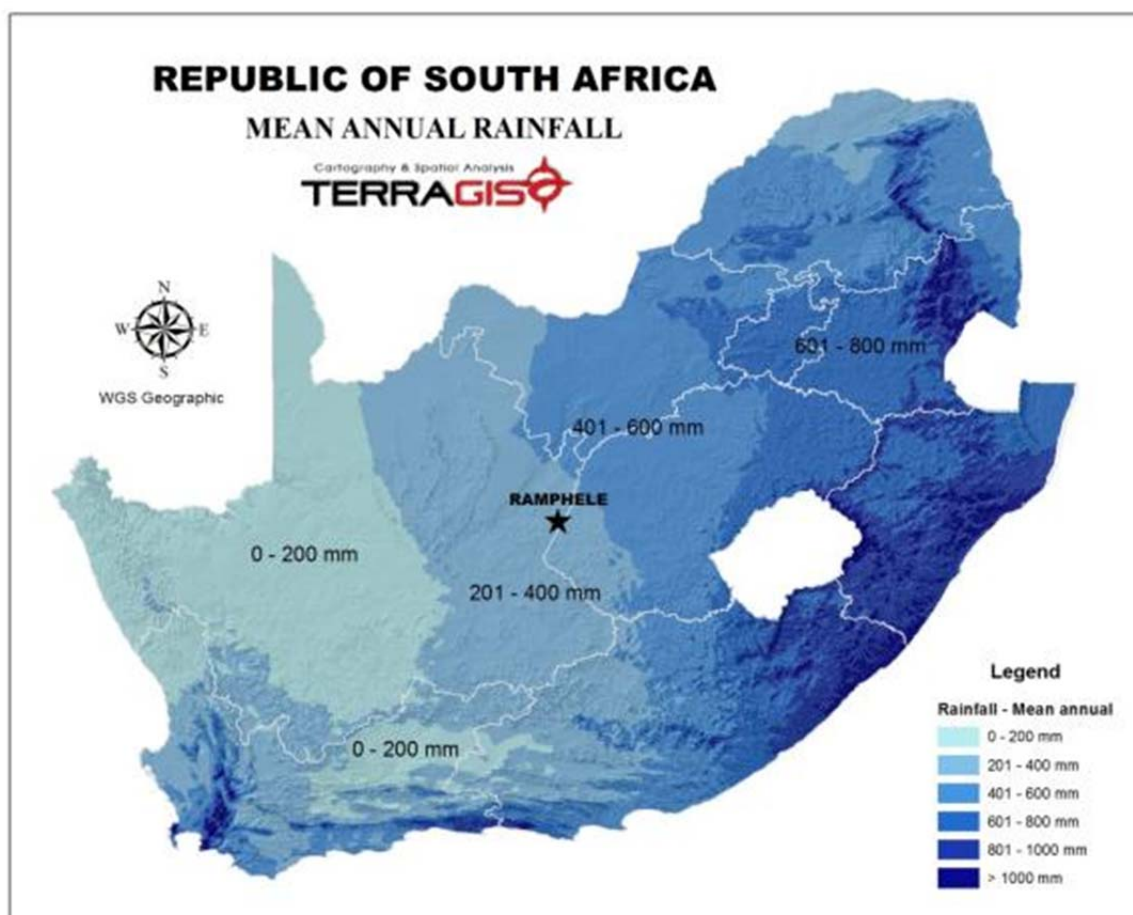 REPUBLIC OF SOUTH AFRICA
MEAN ANNUAL RAINFALL
Cartography & Spatial Analysis
TERRAGIS
N
W E
S
WGS Geographic
601 - 800 mm
401 - 600 mm
RAMPHELE
0 - 200 mm
201 - 400 mm
0 - 200 mm
Legend
Rainfall - Mean annual
0 - 200 mm
201 - 400 mm
401 - 600 mm
601 - 800 mm
801 - 1000 mm
> 1000 mm